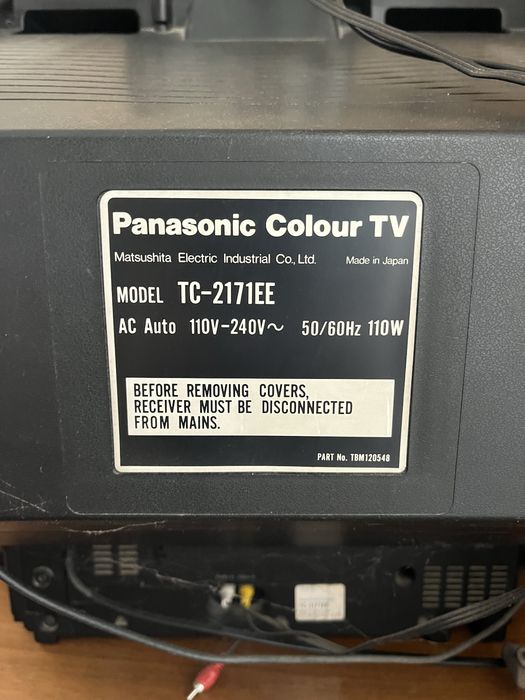 Panasonic Colour TV
Matsushita Electric Industrial Co., Ltd. Made in Japan
MODEL TC-2171EE
AC Auto 110V-240V~ 50/60Hz 110W
BEFORE REMOVING COVERS,
RECEIVER MUST BE DISCONNECTED
FROM MAINS.
PART No. TBM120548